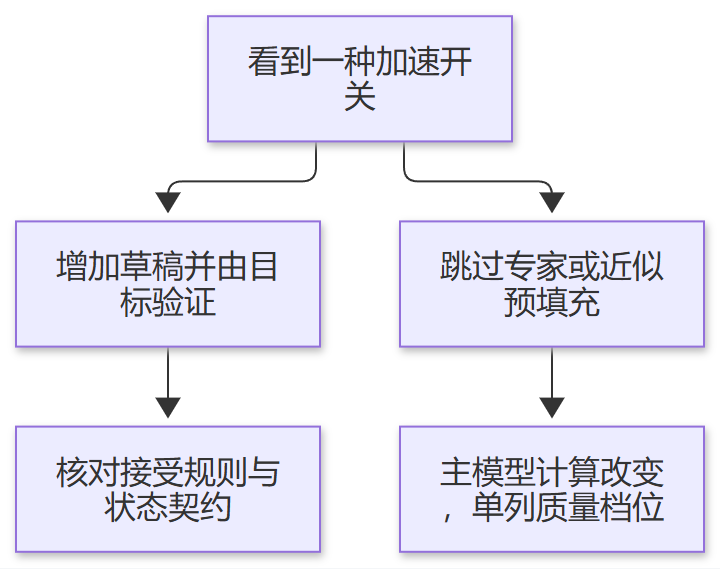 看到一种加速开
关
增加草稿并由目
标验证
跳过专家或近似
预填充
核对接受规则与
状态契约
主模型计算改变
，单列质量档位